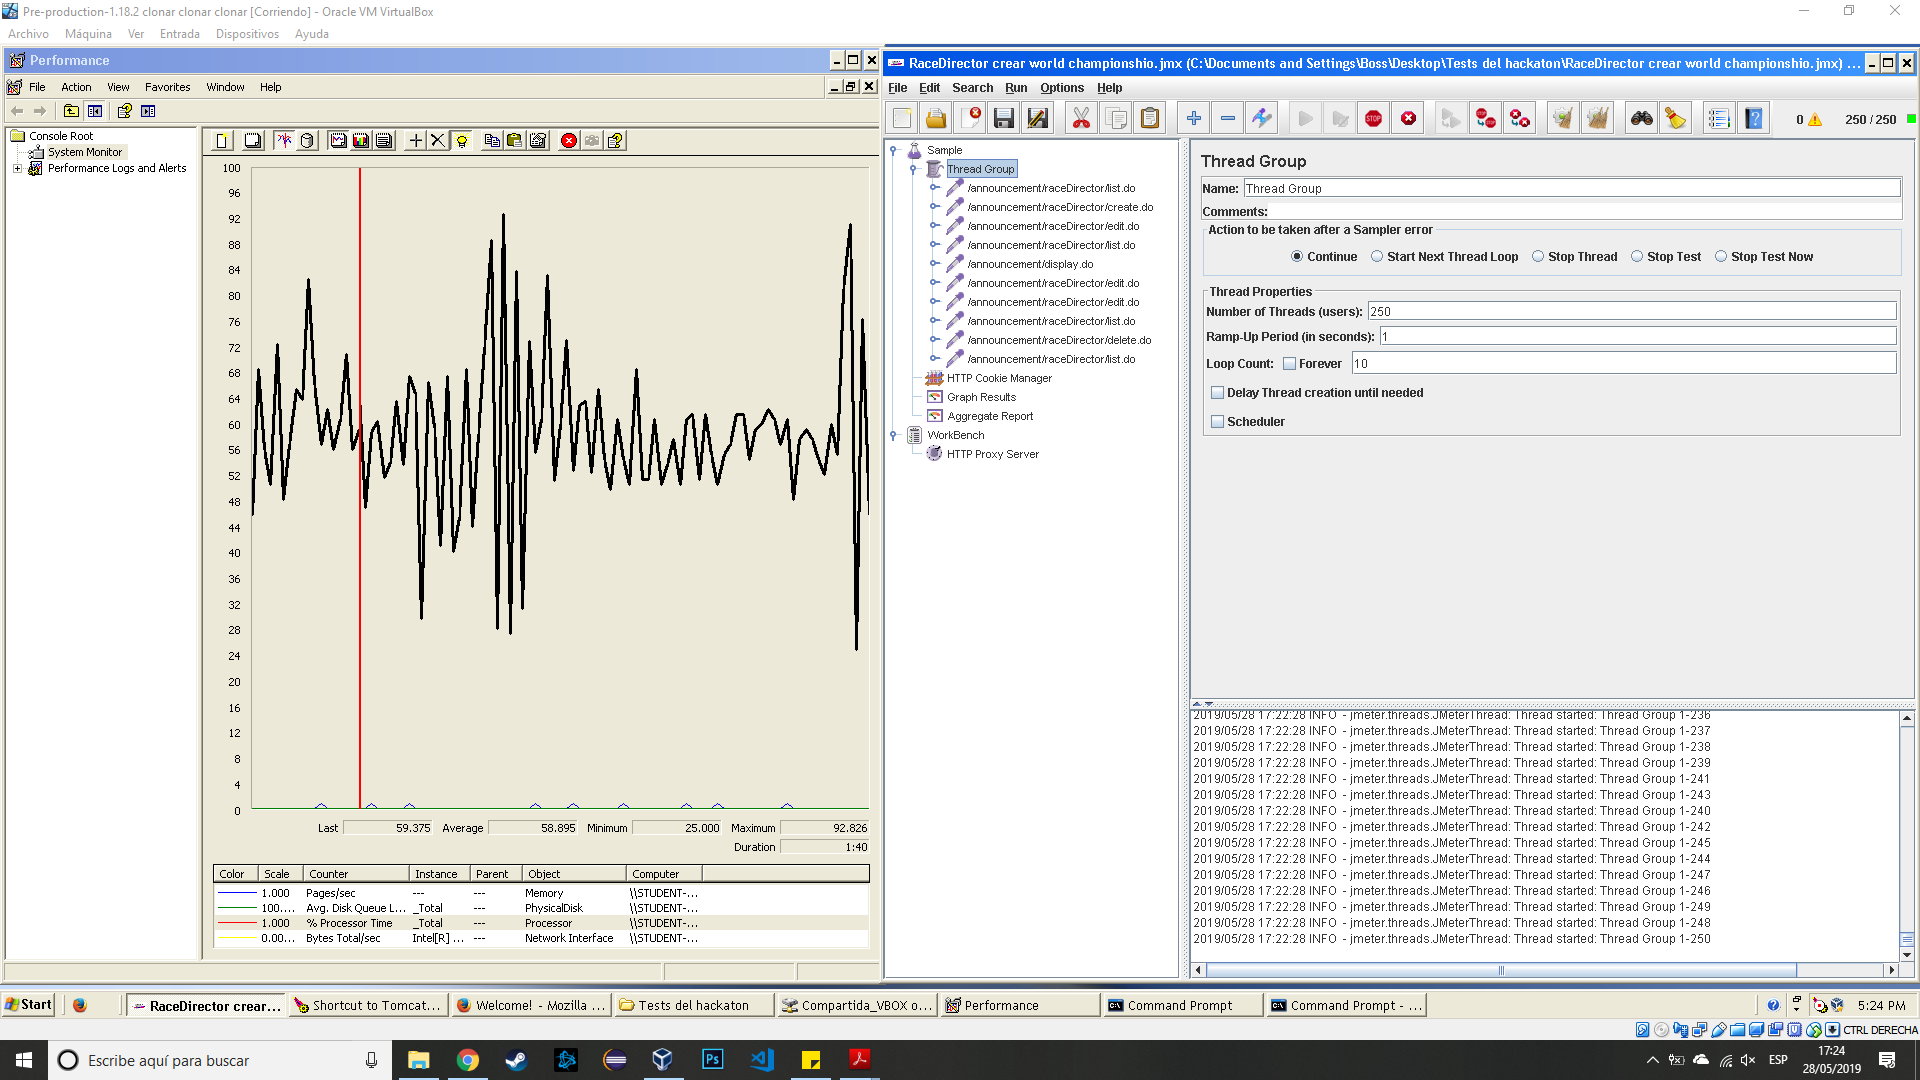 Pre-production-1.18.2 clonar clonar clonar [Corriendo] - Oracle VM VirtualBox
Archivo Máquina Ver Entrada Dispositivos Ayuda
Performance
File Action View Favorites Window Help
Console Root
System Monitor
Performance Logs and Alerts
100
96
92
88
84
80
76
72
68
64
60
56
52
48
44
40
36
32
28
24
20
16
12
8
4
0
Last 59.375 Average 58.895 Minimum 25.000 Maximum 92.826
Duration 1:40
Color Scale Counter Instance Parent Object Computer
1.000 Pages/sec --- --- Memory \\STUDENT-...
100.... Avg. Disk Queue L... _Total --- PhysicalDisk \\STUDENT-...
1.000 % Processor Time _Total --- Processor \\STUDENT-...
0.00... Bytes Total/sec Intel[R] ... --- Network Interface \\STUDENT-...
RaceDirector crear world championshio.jmx (C:\Documents and Settings\Boss\Desktop\Tests del hackaton\RaceDirector crear world championshio.jmx) ...
File Edit Search Run Options Help
STOP
0 250 / 250
Sample
Thread Group
/announcement/raceDirector/list.do
/announcement/raceDirector/create.do
/announcement/raceDirector/edit.do
/announcement/raceDirector/list.do
/announcement/display.do
/announcement/raceDirector/edit.do
/announcement/raceDirector/edit.do
/announcement/raceDirector/list.do
/announcement/raceDirector/delete.do
/announcement/raceDirector/list.do
HTTP Cookie Manager
Graph Results
Aggregate Report
WorkBench
HTTP Proxy Server
Thread Group
Name: Thread Group
Comments:
Action to be taken after a Sampler error
Continue Start Next Thread Loop Stop Thread Stop Test Stop Test Now
Thread Properties
Number of Threads (users): 250
Ramp-Up Period (in seconds): 1
Loop Count: Forever 10
Delay Thread creation until needed
Scheduler
2019/05/28 17:22:28 INFO - jmeter.threads.JMeterThread: Thread started: Thread Group 1-236
2019/05/28 17:22:28 INFO - jmeter.threads.JMeterThread: Thread started: Thread Group 1-237
2019/05/28 17:22:28 INFO - jmeter.threads.JMeterThread: Thread started: Thread Group 1-238
2019/05/28 17:22:28 INFO - jmeter.threads.JMeterThread: Thread started: Thread Group 1-239
2019/05/28 17:22:28 INFO - jmeter.threads.JMeterThread: Thread started: Thread Group 1-241
2019/05/28 17:22:28 INFO - jmeter.threads.JMeterThread: Thread started: Thread Group 1-243
2019/05/28 17:22:28 INFO - jmeter.threads.JMeterThread: Thread started: Thread Group 1-240
2019/05/28 17:22:28 INFO - jmeter.threads.JMeterThread: Thread started: Thread Group 1-242
2019/05/28 17:22:28 INFO - jmeter.threads.JMeterThread: Thread started: Thread Group 1-245
2019/05/28 17:22:28 INFO - jmeter.threads.JMeterThread: Thread started: Thread Group 1-244
2019/05/28 17:22:28 INFO - jmeter.threads.JMeterThread: Thread started: Thread Group 1-247
2019/05/28 17:22:28 INFO - jmeter.threads.JMeterThread: Thread started: Thread Group 1-246
2019/05/28 17:22:28 INFO - jmeter.threads.JMeterThread: Thread started: Thread Group 1-249
2019/05/28 17:22:28 INFO - jmeter.threads.JMeterThread: Thread started: Thread Group 1-248
2019/05/28 17:22:28 INFO - jmeter.threads.JMeterThread: Thread started: Thread Group 1-250
Start RaceDirector crear... Shortcut to Tomcat... Welcome! - Mozilla ... Tests del hackaton Compartida_VBOX o... Performance Command Prompt Command Prompt - ... 5:24 PM
CTRL DERECHA
Escribe aquí para buscar Ps ESP 17:24
28/05/2019